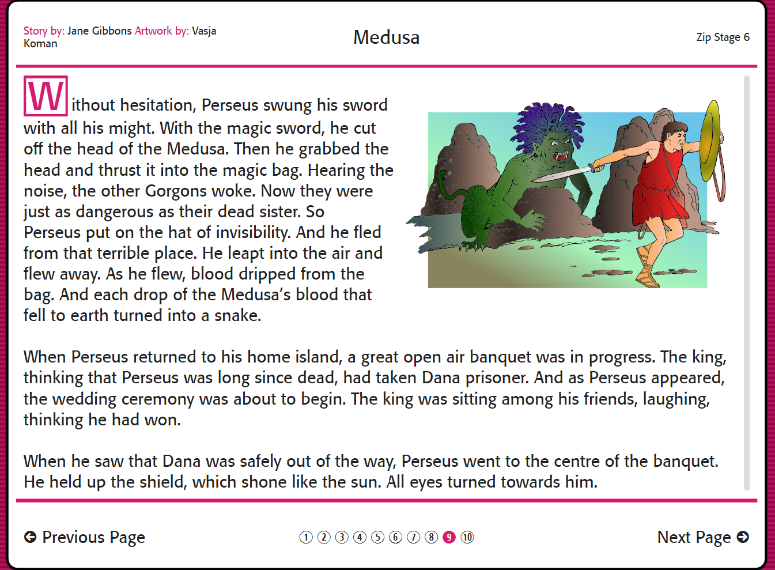 Story by: Jane Gibbons Artwork by: Vasja
Koman
Medusa
Zip Stage 6
Without hesitation, Perseus swung his sword
with all his might. With the magic sword, he cut
off the head of the Medusa. Then he grabbed the
head and thrust it into the magic bag. Hearing the
noise, the other Gorgons woke. Now they were
just as dangerous as their dead sister. So
Perseus put on the hat of invisibility. And he fled
from that terrible place. He leapt into the air and
flew away. As he flew, blood dripped from the
bag. And each drop of the Medusa’s blood that
fell to earth turned into a snake.
When Perseus returned to his home island, a great open air banquet was in progress. The king,
thinking that Perseus was long since dead, had taken Dana prisoner. And as Perseus appeared,
the wedding ceremony was about to begin. The king was sitting among his friends, laughing,
thinking he had won.
When he saw that Dana was safely out of the way, Perseus went to the centre of the banquet.
He held up the shield, which shone like the sun. All eyes turned towards him.
Previous Page
1 2 3 4 5 6 7 8 9 10
Next Page